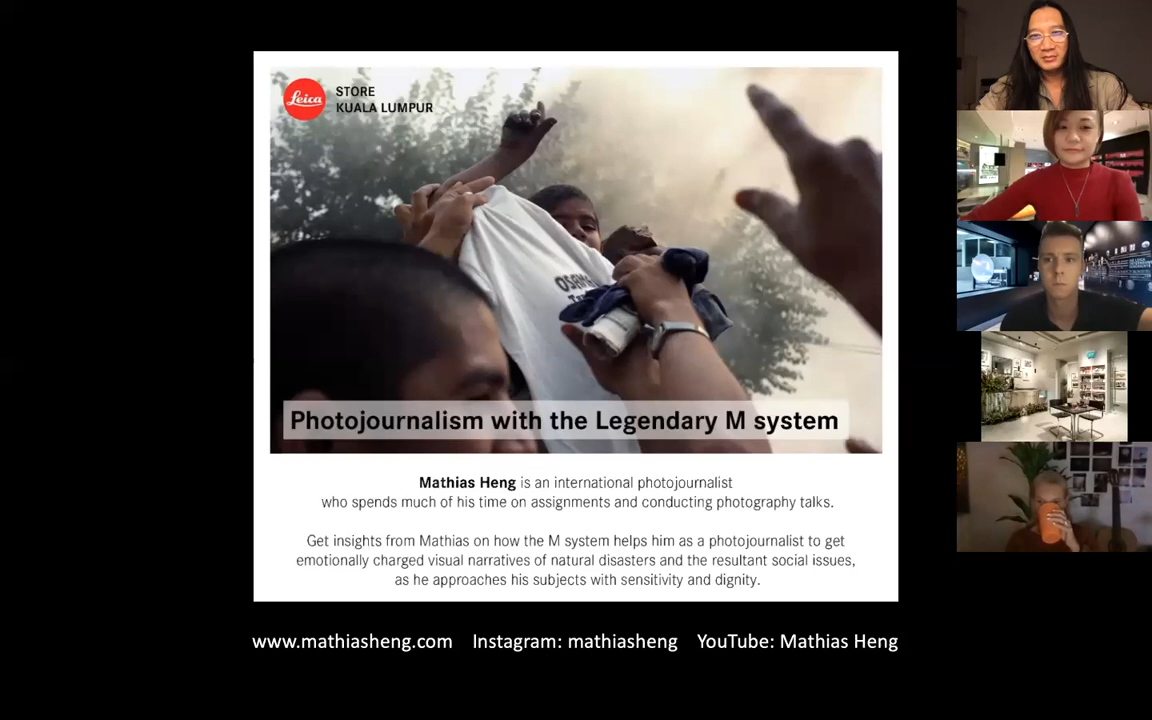 Leica
STORE
KUALA LUMPUR
OSAMA
Photojournalism with the Legendary M system
Mathias Heng is an international photojournalist
who spends much of his time on assignments and conducting photography talks.
Get insights from Mathias on how the M system helps him as a photojournalist to get
emotionally charged visual narratives of natural disasters and the resultant social issues,
as he approaches his subjects with sensitivity and dignity.
www.mathiasheng.com Instagram: mathiasheng YouTube: Mathias Heng